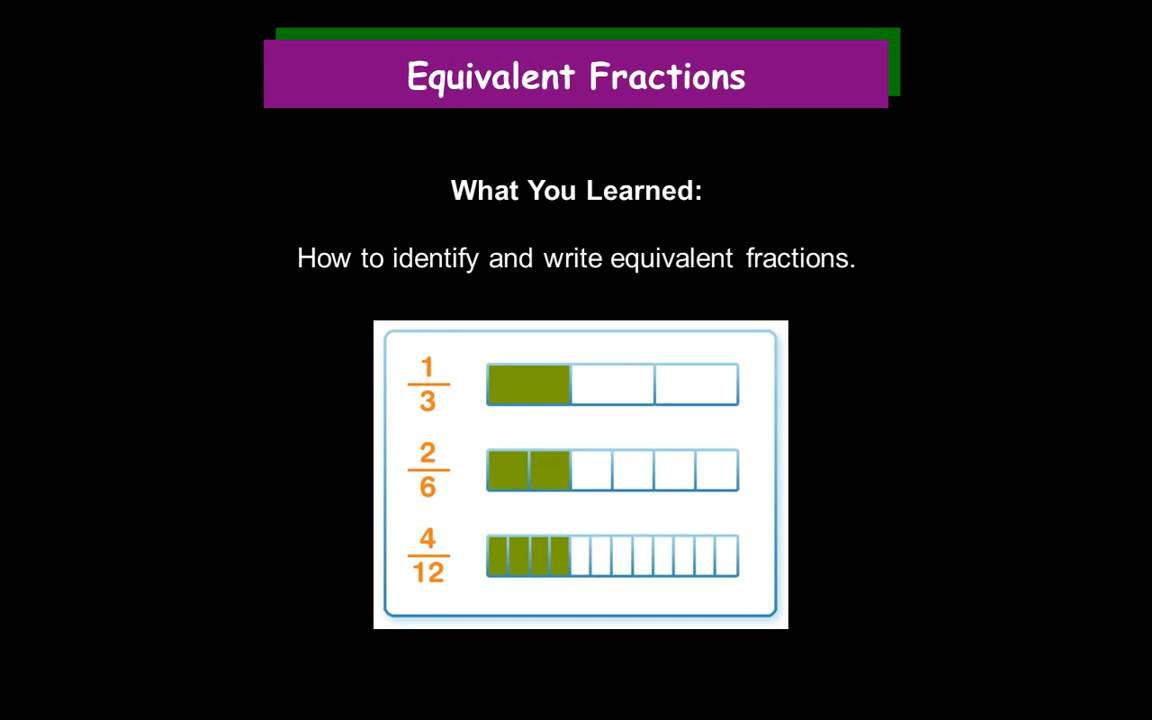 Equivalent Fractions
What You Learned:
How to identify and write equivalent fractions.
1
3
2
6
4
12